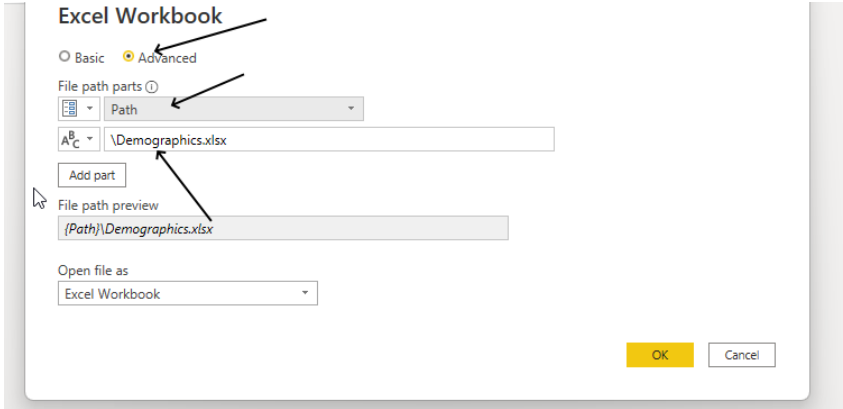 Excel Workbook
Basic Advanced
File path parts
Path
ABC \Demographics.xlsx
Add part
File path preview
{Path}\Demographics.xlsx
Open file as
Excel Workbook
OK Cancel